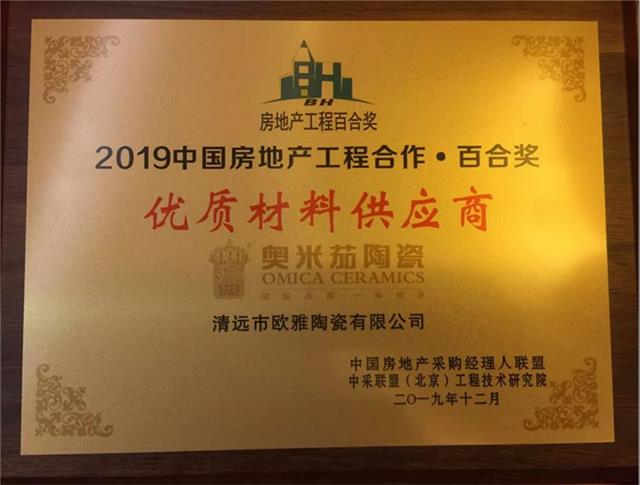 BH
BH
房地产工程百合奖
2019中国房地产工程合作·百合奖
优质材料供应商
奥米茄陶瓷
OMICA CERAMICS
清远市欧雅陶瓷有限公司
中国房地产采购经理人联盟
中采联盟（北京）工程技术研究院
二〇一九年十二月